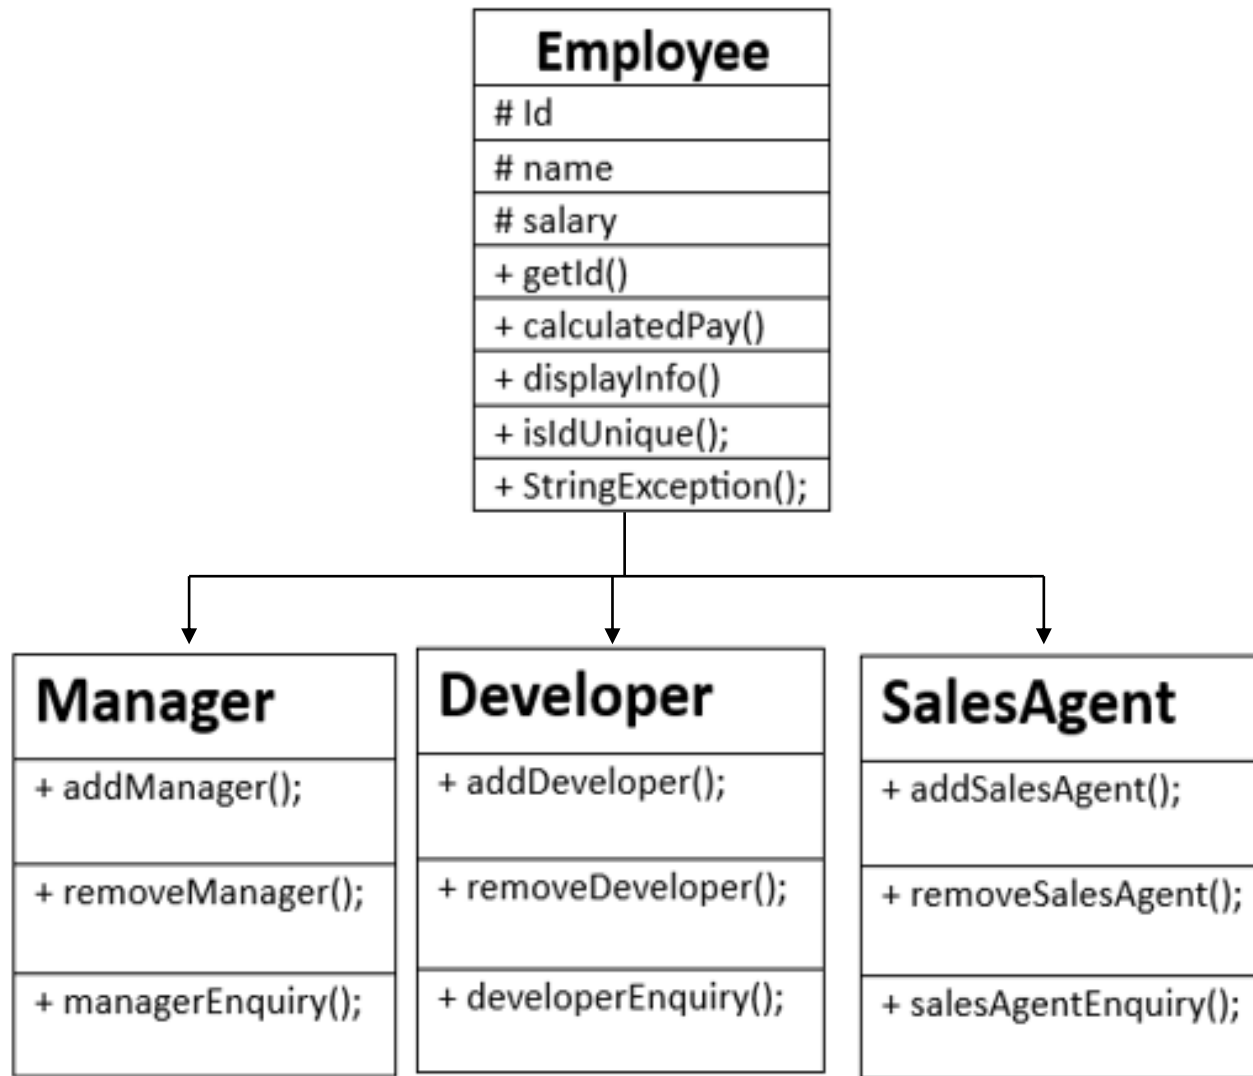 Employee
# Id
# name
# salary
+ getId()
+ calculatedPay()
+ displayInfo()
+ isIdUnique();
+ StringException();
Manager
+ addManager();
+ removeManager();
+ managerEnquiry();
Developer
+ addDeveloper();
+ removeDeveloper();
+ developerEnquiry();
SalesAgent
+ addSalesAgent();
+ removeSalesAgent();
+ salesAgentEnquiry();